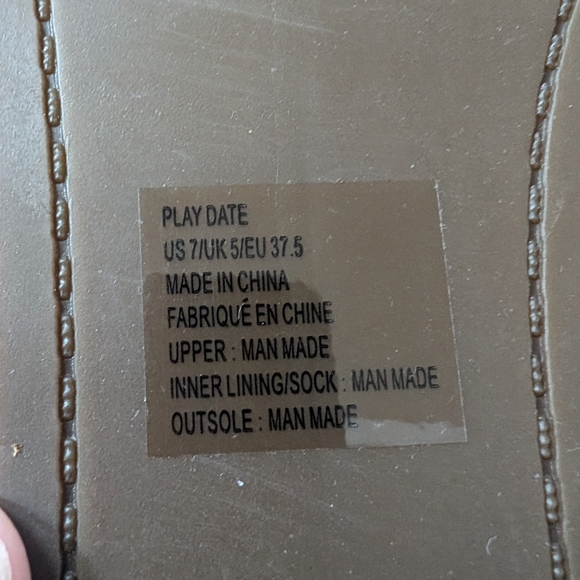 PLAY DATE
US 7/UK 5/EU 37.5
MADE IN CHINA
FABRIQUÉ EN CHINE
UPPER : MAN MADE
INNER LINING/SOCK : MAN MADE
OUTSOLE : MAN MADE